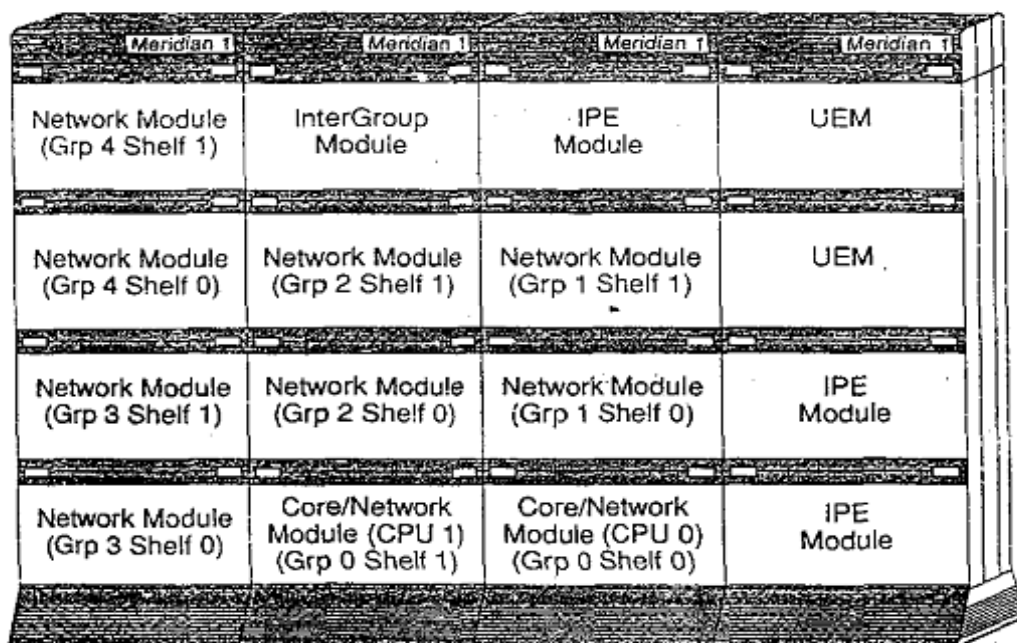 Meridian 1 Meridian 1 Meridian 1 Meridian 1
Network Module
(Grp 4 Shelf 1)
InterGroup
Module
IPE
Module
UEM
Network Module
(Grp 4 Shelf 0)
Network Module
(Grp 2 Shelf 1)
Network Module
(Grp 1 Shelf 1)
UEM
Network Module
(Grp 3 Shelf 1)
Network Module
(Grp 2 Shelf 0)
Network Module
(Grp 1 Shelf 0)
IPE
Module
Network Module
(Grp 3 Shelf 0)
Core/Network
Module (CPU 1)
(Grp 0 Shelf 1)
Core/Network
Module (CPU 0)
(Grp 0 Shelf 0)
IPE
Module